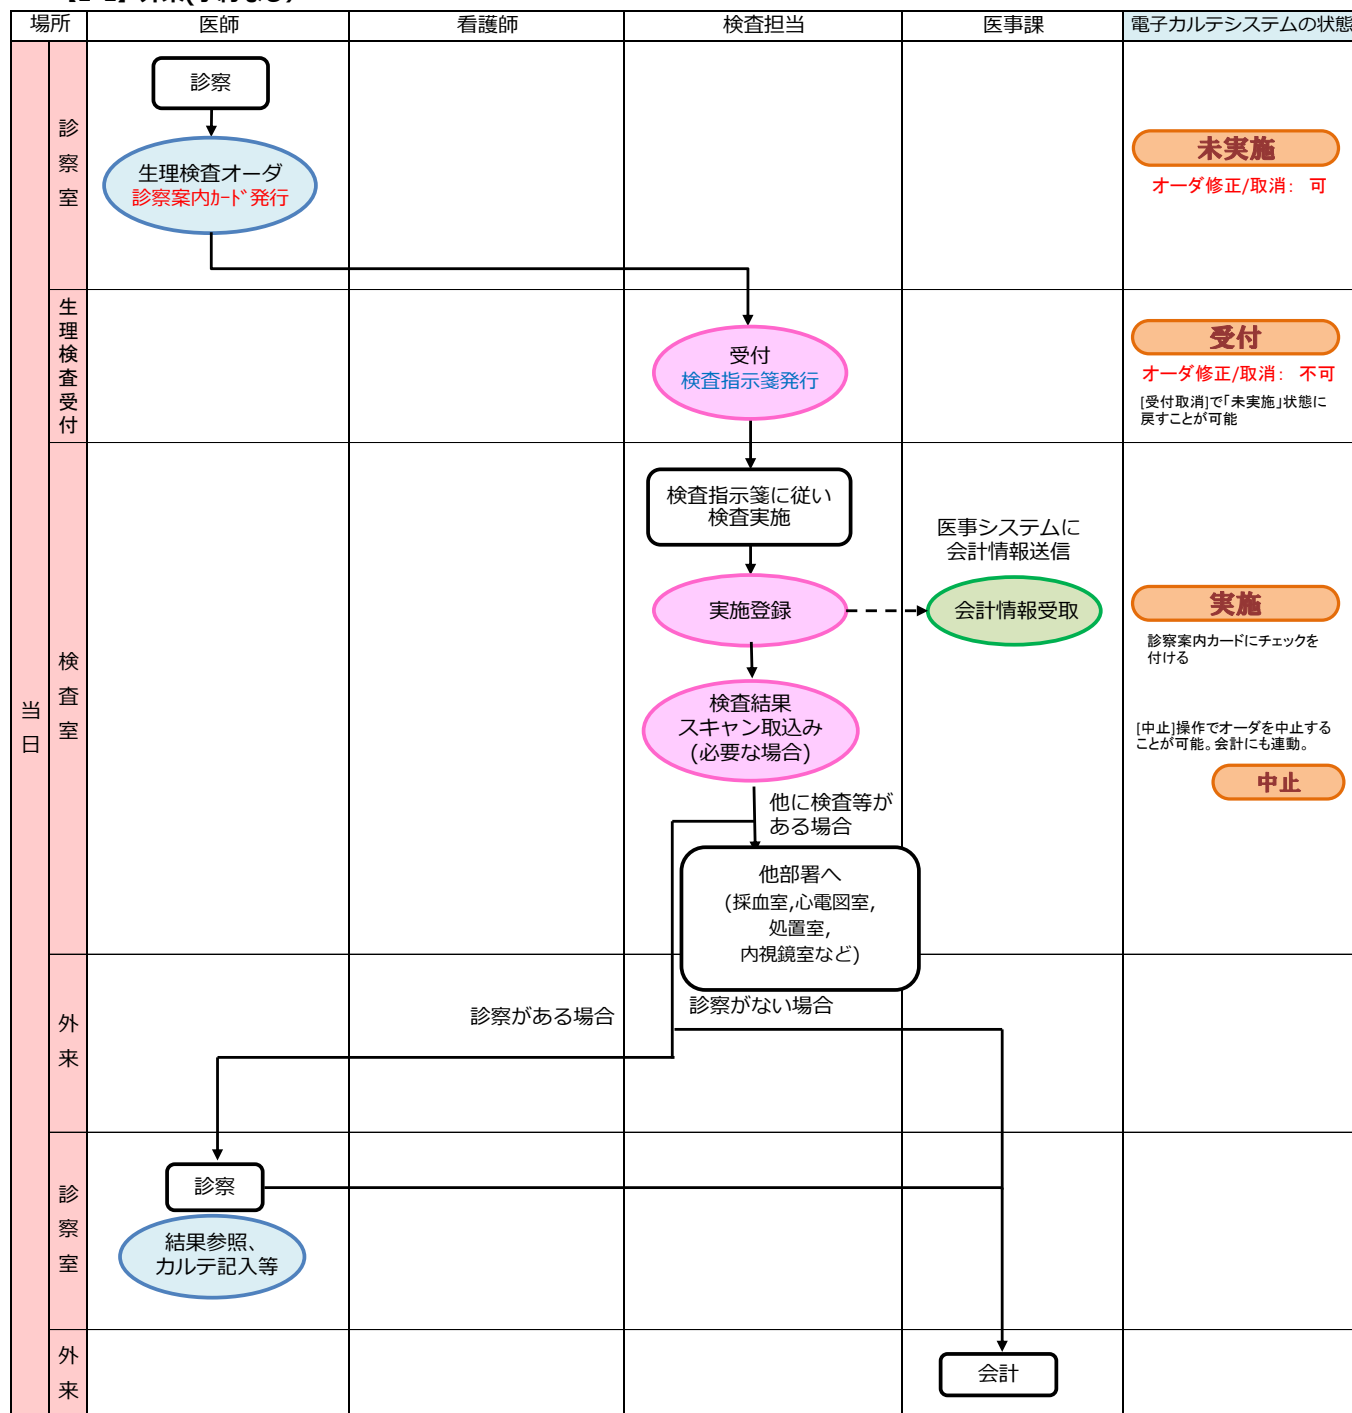 場所
医師
看護師
検査担当
医事課
電子カルテシステムの状態
当日
診察室
診察
生理検査オーダ
診察案内ｶｰﾄﾞ発行
未実施
オーダ修正/取消： 可
生理検査受付
受付
検査指示箋発行
受付
オーダ修正/取消： 不可
[受付取消]で「未実施」状態に
戻すことが可能
検査室
検査指示箋に従い
検査実施
医事システムに
会計情報送信
実施登録
会計情報受取
実施
診察案内カードにチェックを
付ける
検査結果
スキャン取込み
(必要な場合)
[中止]操作でオーダを中止する
ことが可能。会計にも連動。
中止
他に検査等が
ある場合
他部署へ
(採血室,心電図室,
処置室,
内視鏡室など)
外来
診察がある場合
診察がない場合
診察室
診察
結果参照、
カルテ記入等
外来
会計